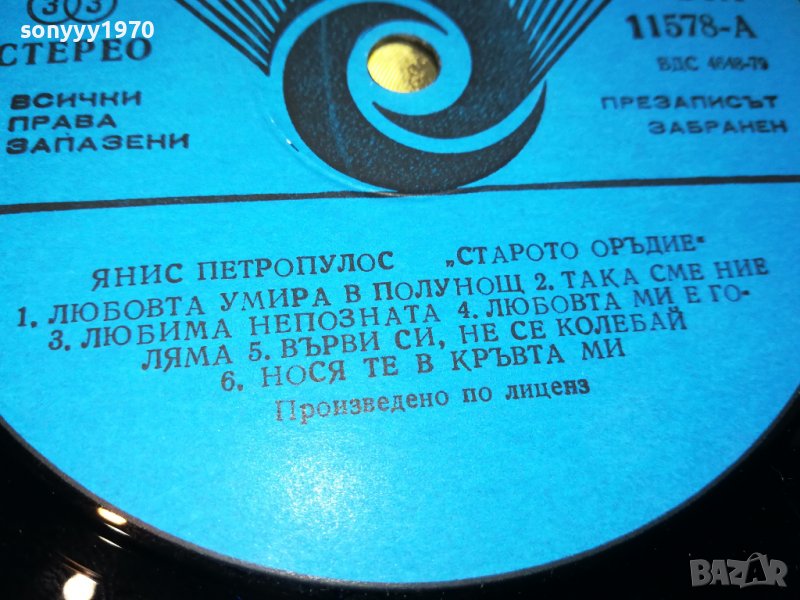 sonyyy1970
33
СТЕРЕО
ВСИЧКИ
ПРАВА
ЗАПАЗЕНИ
11578-А
БДС 4648-79
ПРЕЗАПИСЪТ
ЗАБРАНЕН
ЯНИС ПЕТРОПУЛОС „СТАРОТО ОРЪДИЕ“
1. ЛЮБОВТА УМИРА В ПОЛУНОЩ 2. ТАКА СМЕ НИЕ
3. ЛЮБИМА НЕПОЗНАТА 4. ЛЮБОВТА МИ Е ГО-
ЛЯМА 5. ВЪРВИ СИ, НЕ СЕ КОЛЕБАЙ
6. НОСЯ ТЕ В КРЪВТА МИ
Произведено по лиценз
BAZAR